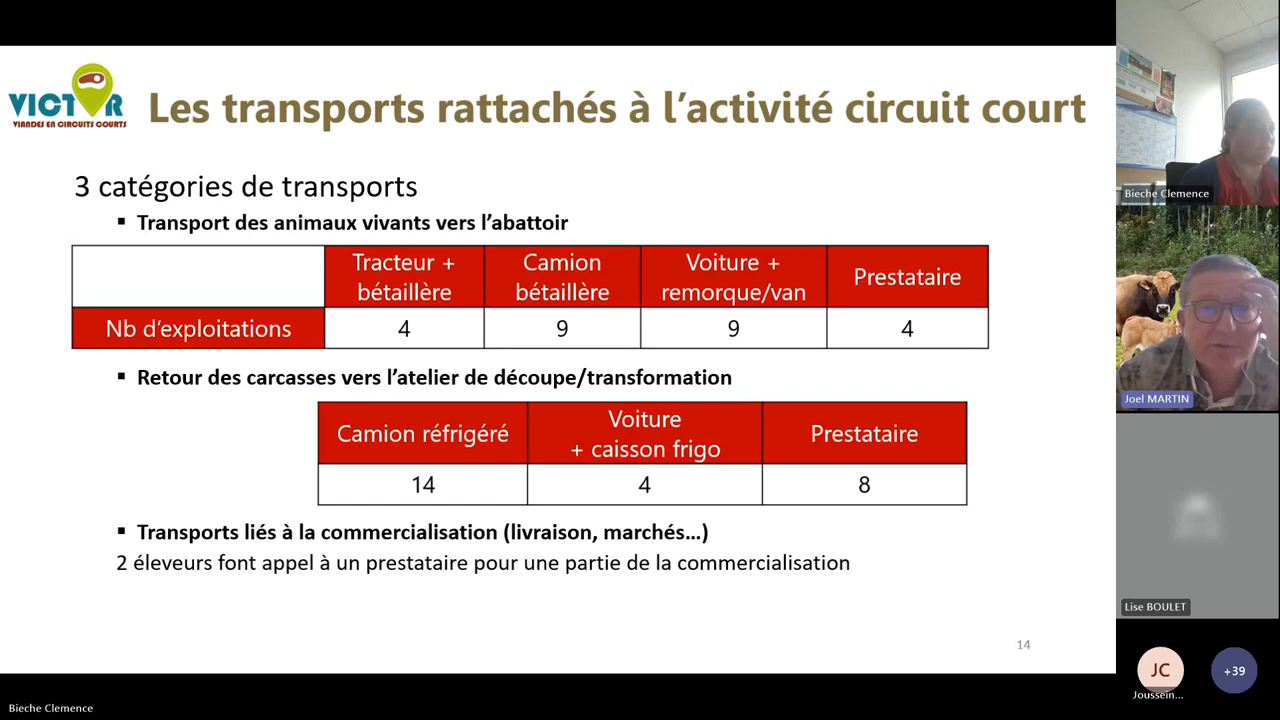 VICTOR
VIANDES EN CIRCUITS COURTS
Les transports rattachés à l'activité circuit court
3 catégories de transports
▪ Transport des animaux vivants vers l'abattoir
Tracteur + bétaillère
Camion bétaillère
Voiture + remorque/van
Prestataire
Nb d'exploitations
4
9
9
4
▪ Retour des carcasses vers l'atelier de découpe/transformation
Camion réfrigéré
Voiture + caisson frigo
Prestataire
14
4
8
▪ Transports liés à la commercialisation (livraison, marchés…)
2 éleveurs font appel à un prestataire pour une partie de la commercialisation
14
Bieche Clemence
Joel MARTIN
Lise BOULET
JC
Joussein...
+39
Bieche Clemence